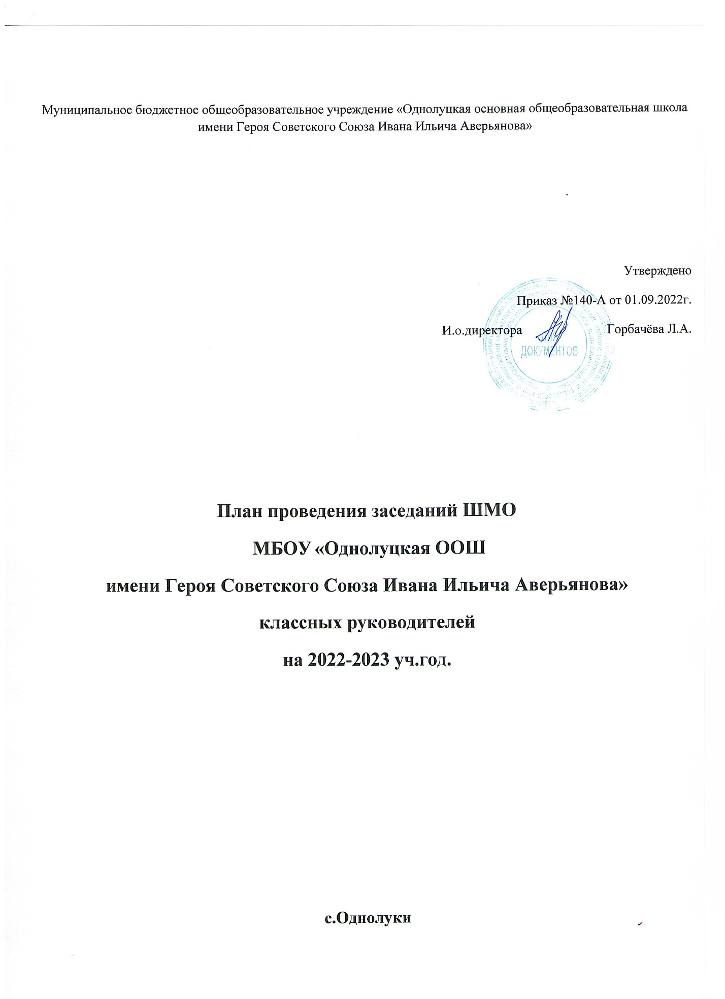 Муниципальное бюджетное общеобразовательное учреждение «Однолуцкая основная общеобразовательная школа
имени Героя Советского Союза Ивана Ильича Аверьянова»
Утверждено
Приказ №140-А от 01.09.2022г.
И.о.директора Горбачёва Л.А.
ДОКУМЕНТОВ
План проведения заседаний ШМО
МБОУ «Однолуцкая ООШ
имени Героя Советского Союза Ивана Ильича Аверьянова»
классных руководителей
на 2022-2023 уч.год.
с.Однолуки